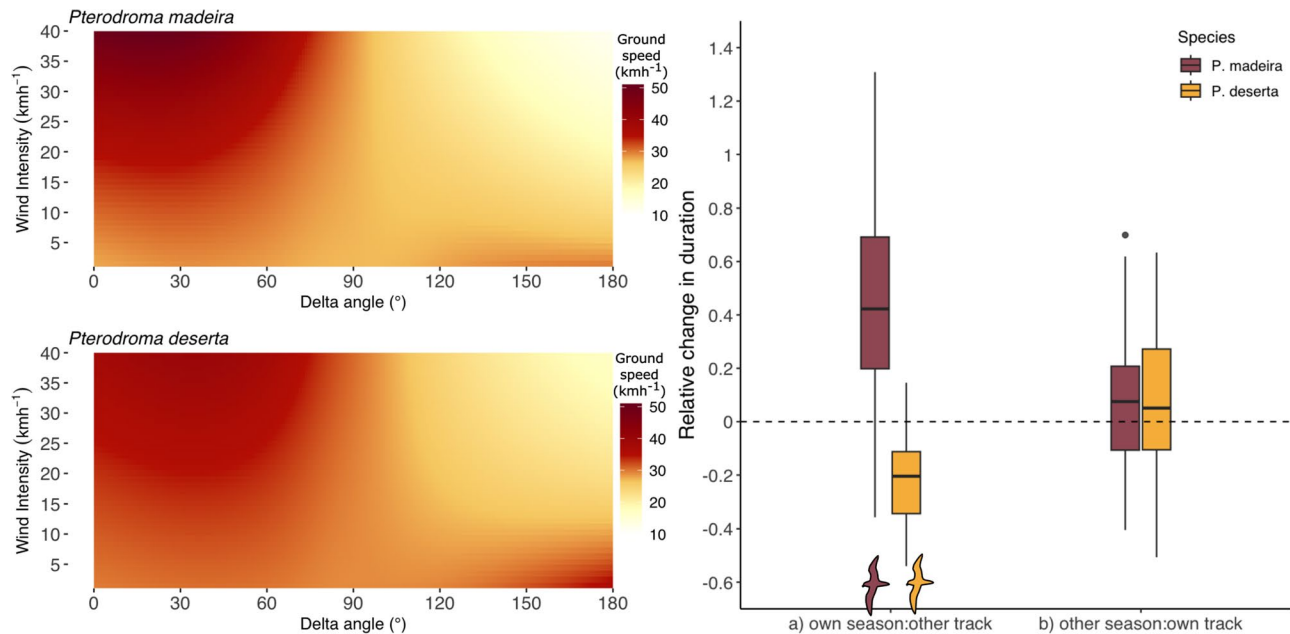 Pterodroma madeira
Wind Intensity (kmh⁻¹)
40
35
30
25
20
15
10
5
0 30 60 90 120 150 180
Delta angle (°)
Ground
speed
(kmh⁻¹)
50
40
30
20
10
Pterodroma deserta
Wind Intensity (kmh⁻¹)
40
35
30
25
20
15
10
5
0 30 60 90 120 150 180
Delta angle (°)
Ground
speed
(kmh⁻¹)
50
40
30
20
10
Relative change in duration
1.4
1.2
1
0.8
0.6
0.4
0.2
0
-0.2
-0.4
-0.6
Species
P. madeira
P. deserta
a) own season:other track b) other season:own track